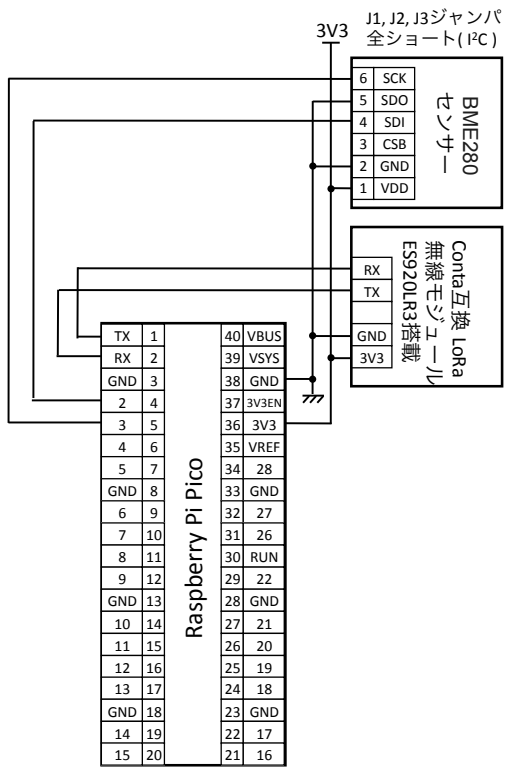 3V3
J1, J2, J3ジャンパ
全ショート( I²C )
6 SCK
5 SDO
4 SDI
3 CSB
2 GND
1 VDD
BME280
センサー
RX
TX
GND
3V3
Conta互換 LoRa
無線モジュール
ES920LR3搭載
TX 1
RX 2
GND 3
2 4
3 5
4 6
5 7
GND 8
6 9
7 10
8 11
9 12
GND 13
10 14
11 15
12 16
13 17
GND 18
14 19
15 20
Raspberry Pi Pico
40 VBUS
39 VSYS
38 GND
37 3V3EN
36 3V3
35 VREF
34 28
33 GND
32 27
31 26
30 RUN
29 22
28 GND
27 21
26 20
25 19
24 18
23 GND
22 17
21 16